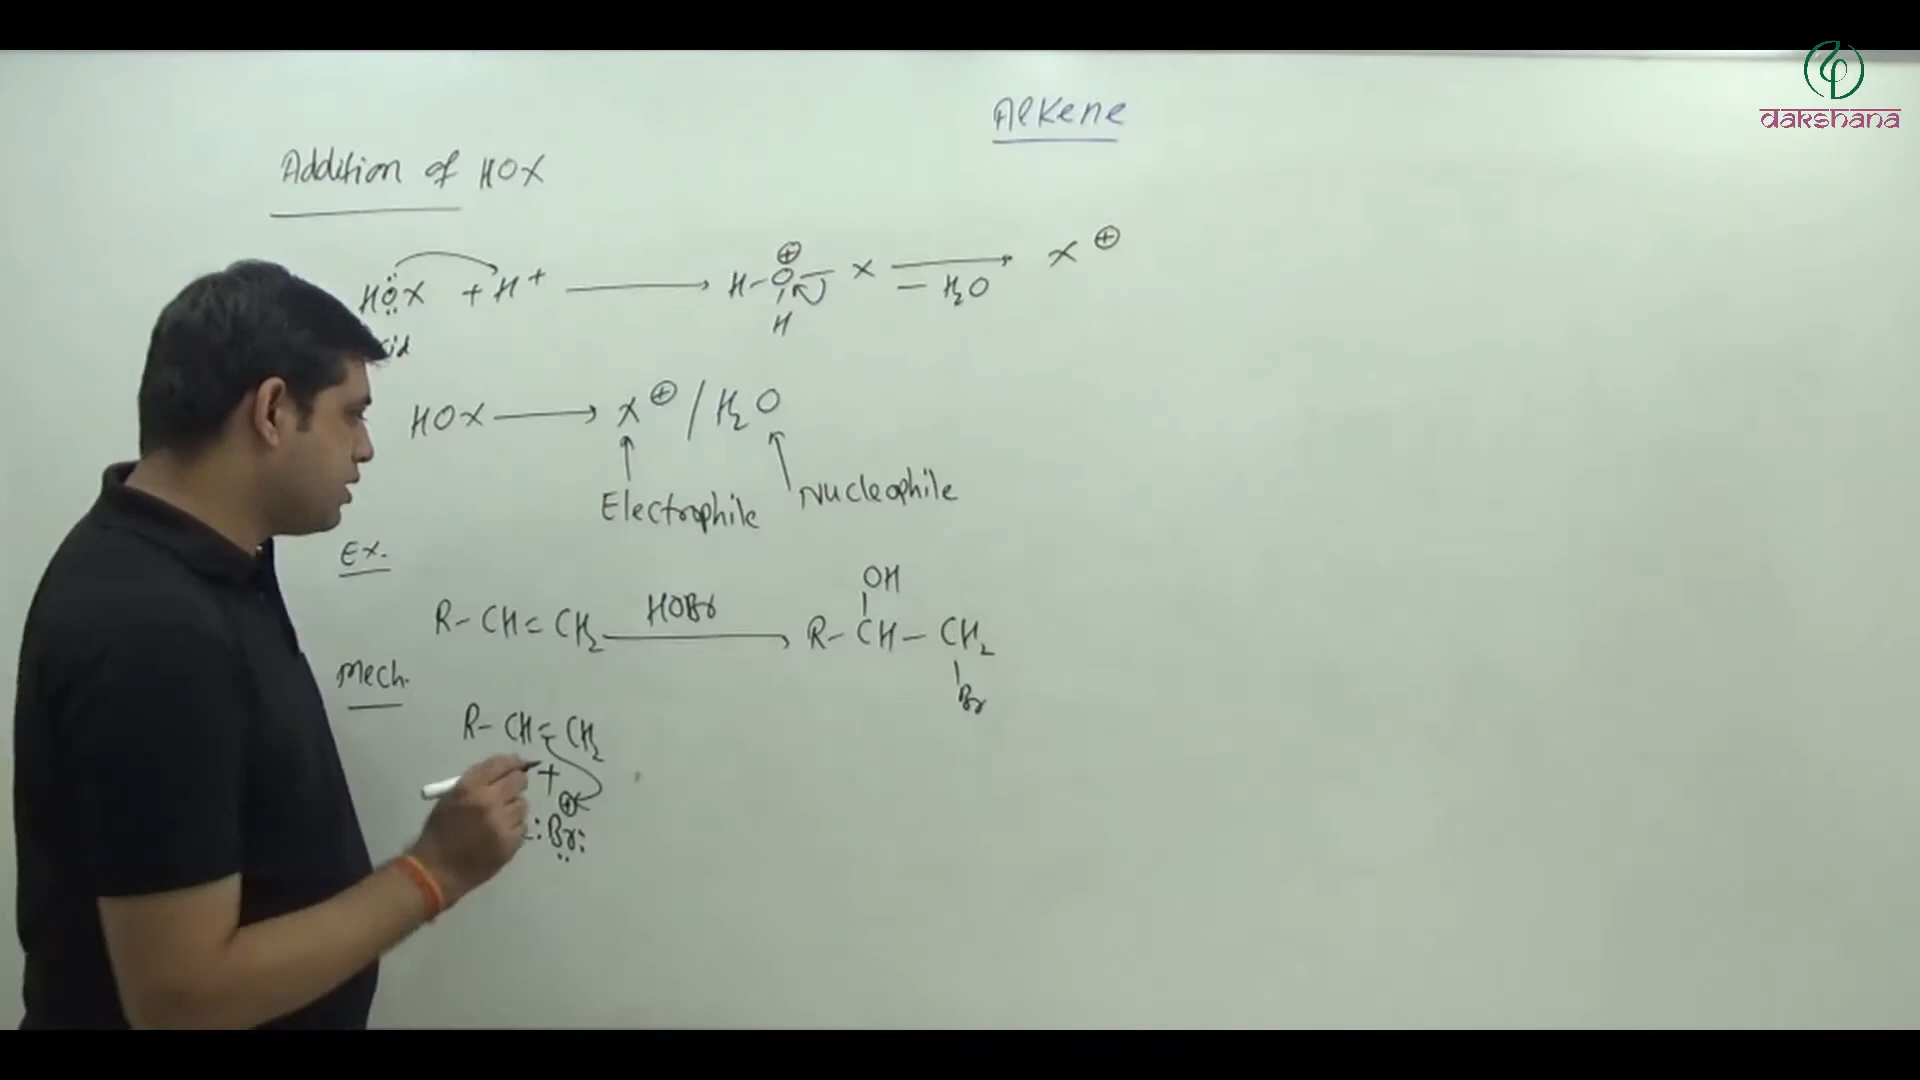 Alkene
dakshana
Addition of HOX
HOX + H+ ⟶ H-O-X ⟶ X⊕
⊕
- H2O
H
HOX ⟶ X⊕ / H2O
Electrophile
Nucleophile
Ex.
OH
R-CH=CH2 ⟶ R-CH-CH2
HOBr
Br
Mech.
R-CH=CH2
+
⊕
:Br: